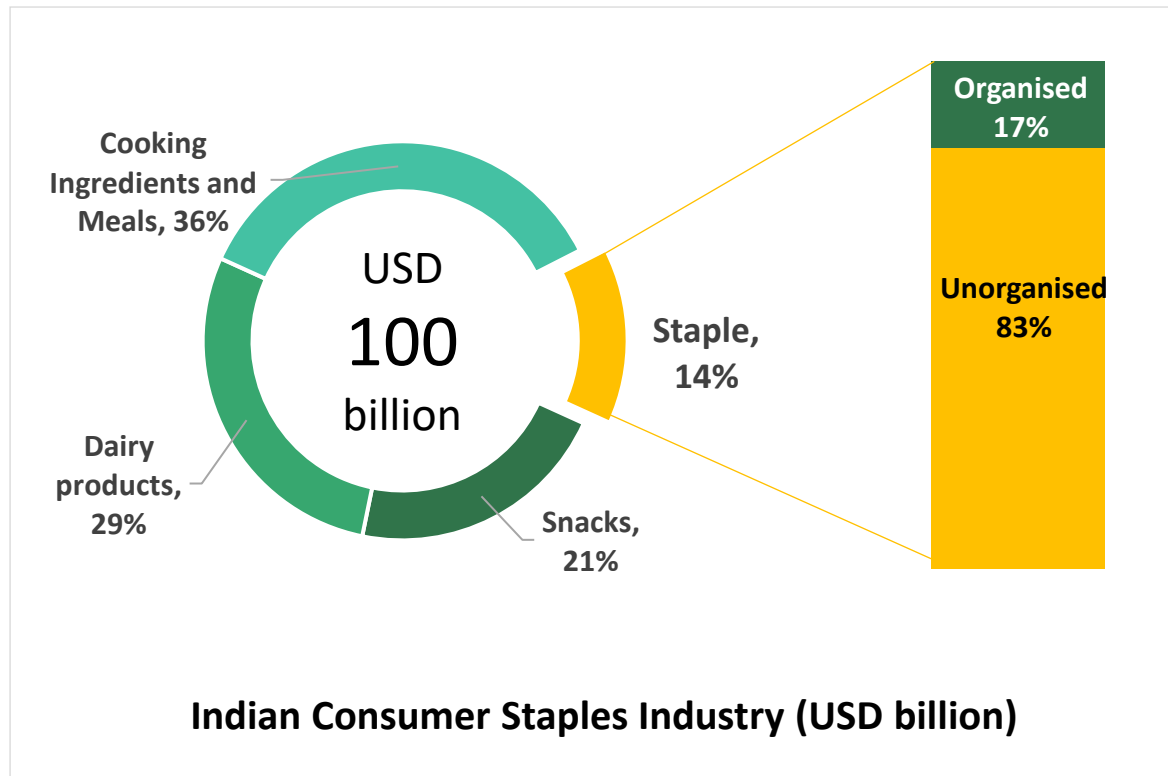 Cooking
Ingredients and
Meals, 36%
USD
100
billion
Dairy
products,
29%
Snacks,
21%
Staple,
14%
Organised
17%
Unorganised
83%
Indian Consumer Staples Industry (USD billion)